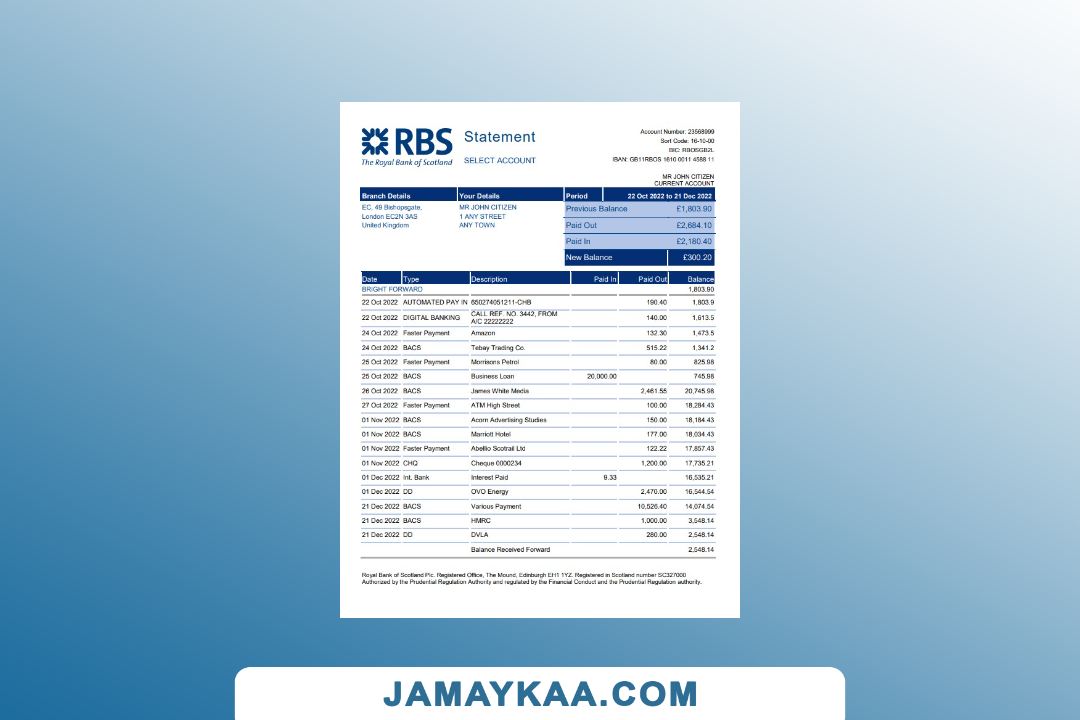 RBS
The Royal Bank of Scotland
Statement
SELECT ACCOUNT
Account Number: 23568999
Sort Code: 16-10-00
BIC: RBOSGB2L
IBAN: GB11RBOS 1610 0011 4588 11
MR JOHN CITIZEN
CURRENT ACCOUNT
Branch Details Your Details Period 22 Oct 2022 to 21 Dec 2022
EC, 49 Bishopsgate, MR JOHN CITIZEN Previous Balance £1,803.90
London EC2N 3AS 1 ANY STREET
United Kingdom ANY TOWN Paid Out £2,684.10
Paid In £2,180.40
New Balance £300.20
Date Type Description Paid In Paid Out Balance
BRIGHT FORWARD 1,803.90
22 Oct 2022 AUTOMATED PAY IN 650274051211-CHB 190.40 1,803.9
22 Oct 2022 DIGITAL BANKING CALL REF. NO. 3442, FROM
A/C 22222222 140.00 1,613.5
24 Oct 2022 Faster Payment Amazon 132.30 1,473.5
24 Oct 2022 BACS Tebay Trading Co. 515.22 1,341.2
25 Oct 2022 Faster Payment Morrisons Petrol 80.00 825.98
25 Oct 2022 BACS Business Loan 20,000.00 745.98
26 Oct 2022 BACS James White Media 2,461.55 20,745.98
27 Oct 2022 Faster Payment ATM High Street 100.00 18,284.43
01 Nov 2022 BACS Acorn Advertising Studies 150.00 18,184.43
01 Nov 2022 BACS Marriott Hotel 177.00 18,034.43
01 Nov 2022 Faster Payment Abellio Scotrail Ltd 122.22 17,857.43
01 Nov 2022 CHQ Cheque 0000234 1,200.00 17,735.21
01 Dec 2022 Int. Bank Interest Paid 9.33 16,535.21
01 Dec 2022 DD OVO Energy 2,470.00 16,544.54
21 Dec 2022 BACS Various Payment 10,526.40 14,074.54
21 Dec 2022 BACS HMRC 1,000.00 3,548.14
21 Dec 2022 DD DVLA 280.00 2,548.14
Balance Received Forward 2,548.14
Royal Bank of Scotland Plc. Registered Office, The Mound, Edinburgh EH1 1YZ. Registered in Scotland number SC327000
Authorized by the Prudential Regulation Authority and regulated by the Financial Conduct and the Prudential Regulation authority.
JAMAYKAA.COM